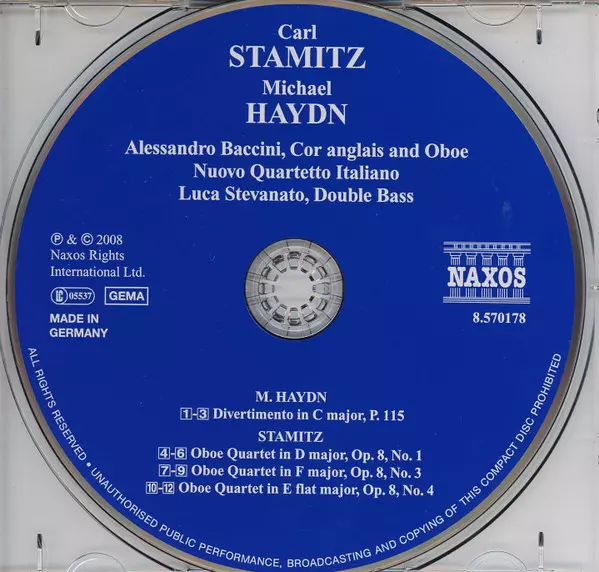 Carl
STAMITZ
Michael
HAYDN
Alessandro Baccini, Cor anglais and Oboe
Nuovo Quartetto Italiano
Luca Stevanato, Double Bass
℗ & © 2008
Naxos Rights
International Ltd.
LC 05537 GEMA
MADE IN
GERMANY
NAXOS
8.570178
M. HAYDN
1-3 Divertimento in C major, P. 115
STAMITZ
4-6 Oboe Quartet in D major, Op. 8, No. 1
7-9 Oboe Quartet in F major, Op. 8, No. 3
10-12 Oboe Quartet in E flat major, Op. 8, No. 4
ALL RIGHTS RESERVED • UNAUTHORISED PUBLIC PERFORMANCE, BROADCASTING AND COPYING OF THIS COMPACT DISC PROHIBITED